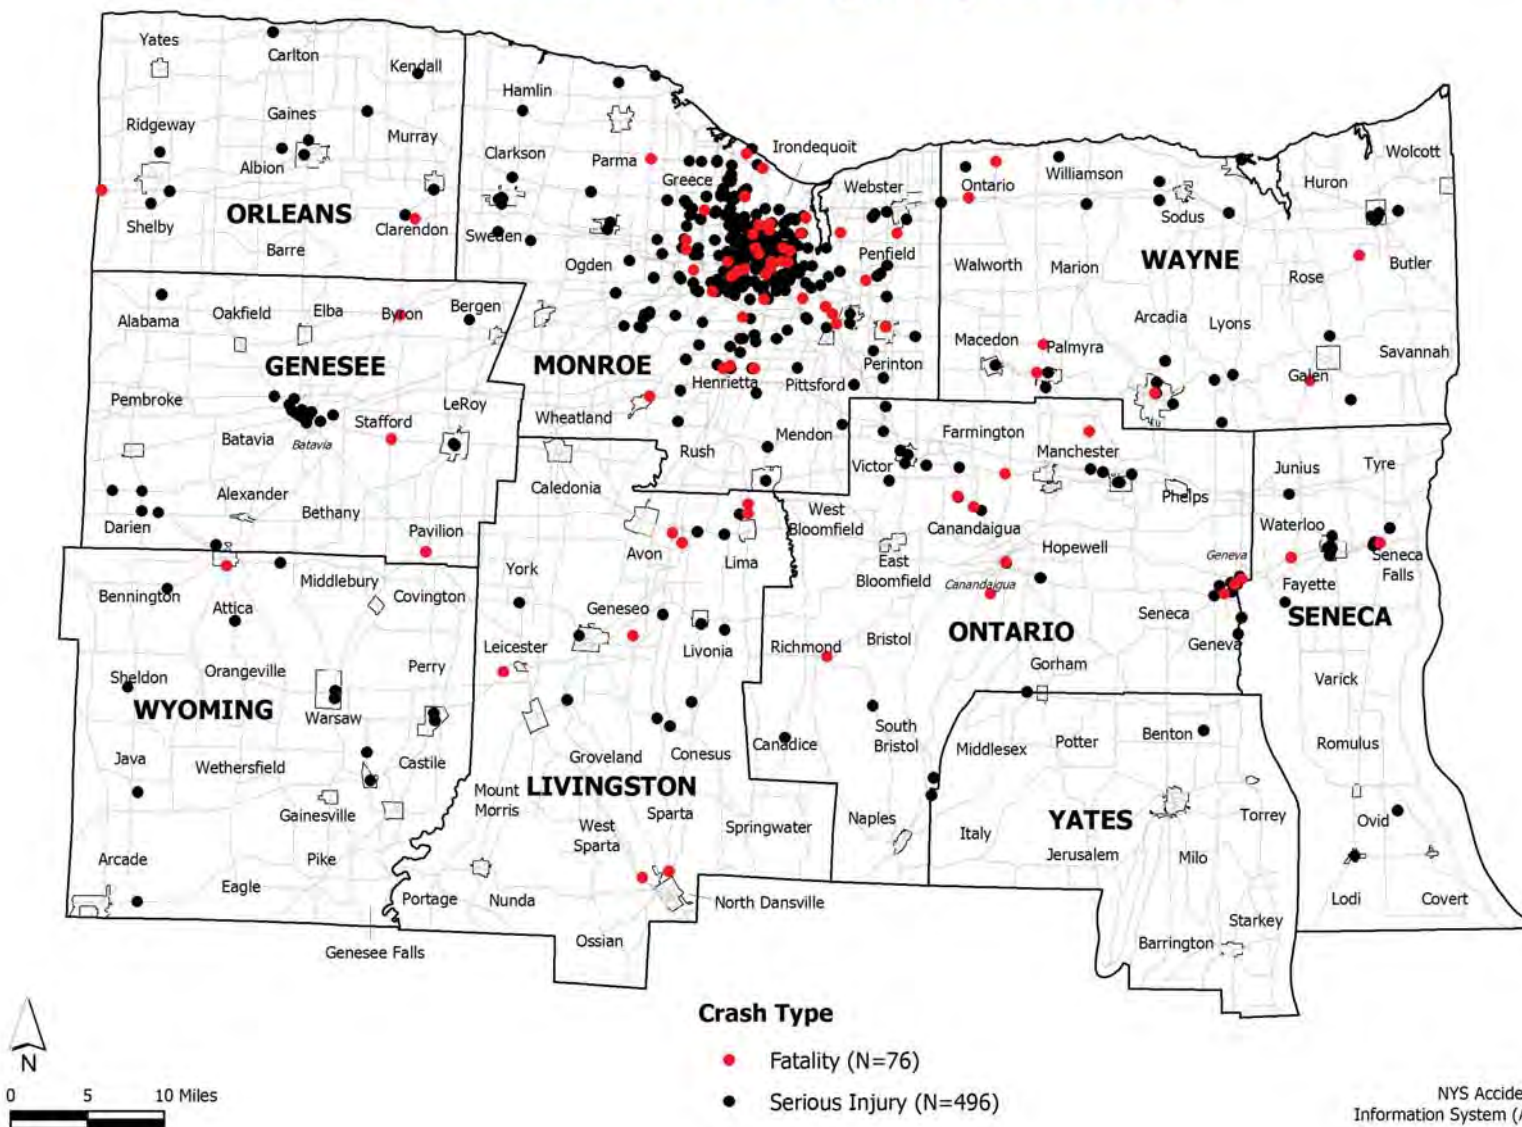 Yates
Carlton
Kendall
Ridgeway
Gaines
Murray
Albion
Shelby
ORLEANS
Clarendon
Barre
Hamlin
Clarkson
Parma
Greece
Irondequoit
Webster
Sweden
Ogden
Penfield
MONROE
Henrietta
Pittsford
Perinton
Wheatland
Rush
Mendon
Ontario
Williamson
Sodus
Huron
Wolcott
Walworth
Marion
WAYNE
Rose
Butler
Macedon
Palmyra
Arcadia
Lyons
Galen
Savannah
Alabama
Oakfield
Elba
Byron
Bergen
GENESEE
Pembroke
Batavia
Batavia
Stafford
LeRoy
Darien
Alexander
Bethany
Pavilion
Caledonia
Avon
Lima
York
Geneseo
Leicester
Livonia
Groveland
Conesus
LIVINGSTON
Mount
Morris
West
Sparta
Sparta
Springwater
Portage
Nunda
North Dansville
Ossian
Bennington
Attica
Middlebury
Covington
Sheldon
Orangeville
Perry
WYOMING
Warsaw
Java
Wethersfield
Castile
Gainesville
Arcade
Eagle
Pike
Genesee Falls
Victor
Farmington
Manchester
Phelps
West
Bloomfield
Canandaigua
East
Bloomfield
Hopewell
Canandaigua
Geneva
Seneca
Geneva
Richmond
Bristol
ONTARIO
Gorham
Canadice
South
Bristol
Naples
Middlesex
Potter
Benton
Italy
YATES
Torrey
Jerusalem
Milo
Starkey
Barrington
Junius
Tyre
Waterloo
Seneca
Falls
Fayette
SENECA
Varick
Romulus
Ovid
Lodi
Covert
Crash Type
Fatality (N=76)
Serious Injury (N=496)
N
0 5 10 Miles
NYS Accide
Information System (A